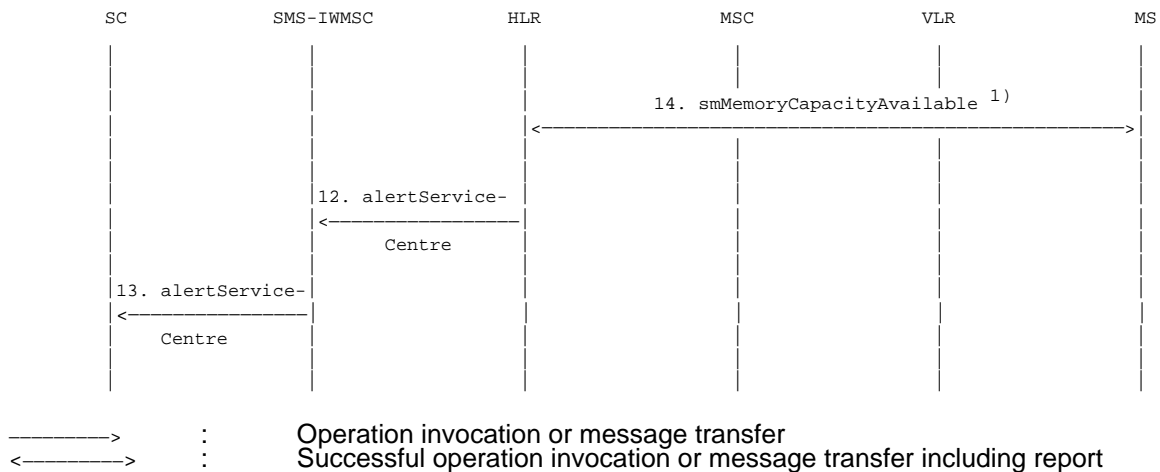 SC SMS-IWMSC HLR MSC VLR MS
14. smMemoryCapacityAvailable 1)
12. alertService-
Centre
13. alertService-
Centre
: Operation invocation or message transfer
: Successful operation invocation or message transfer including report